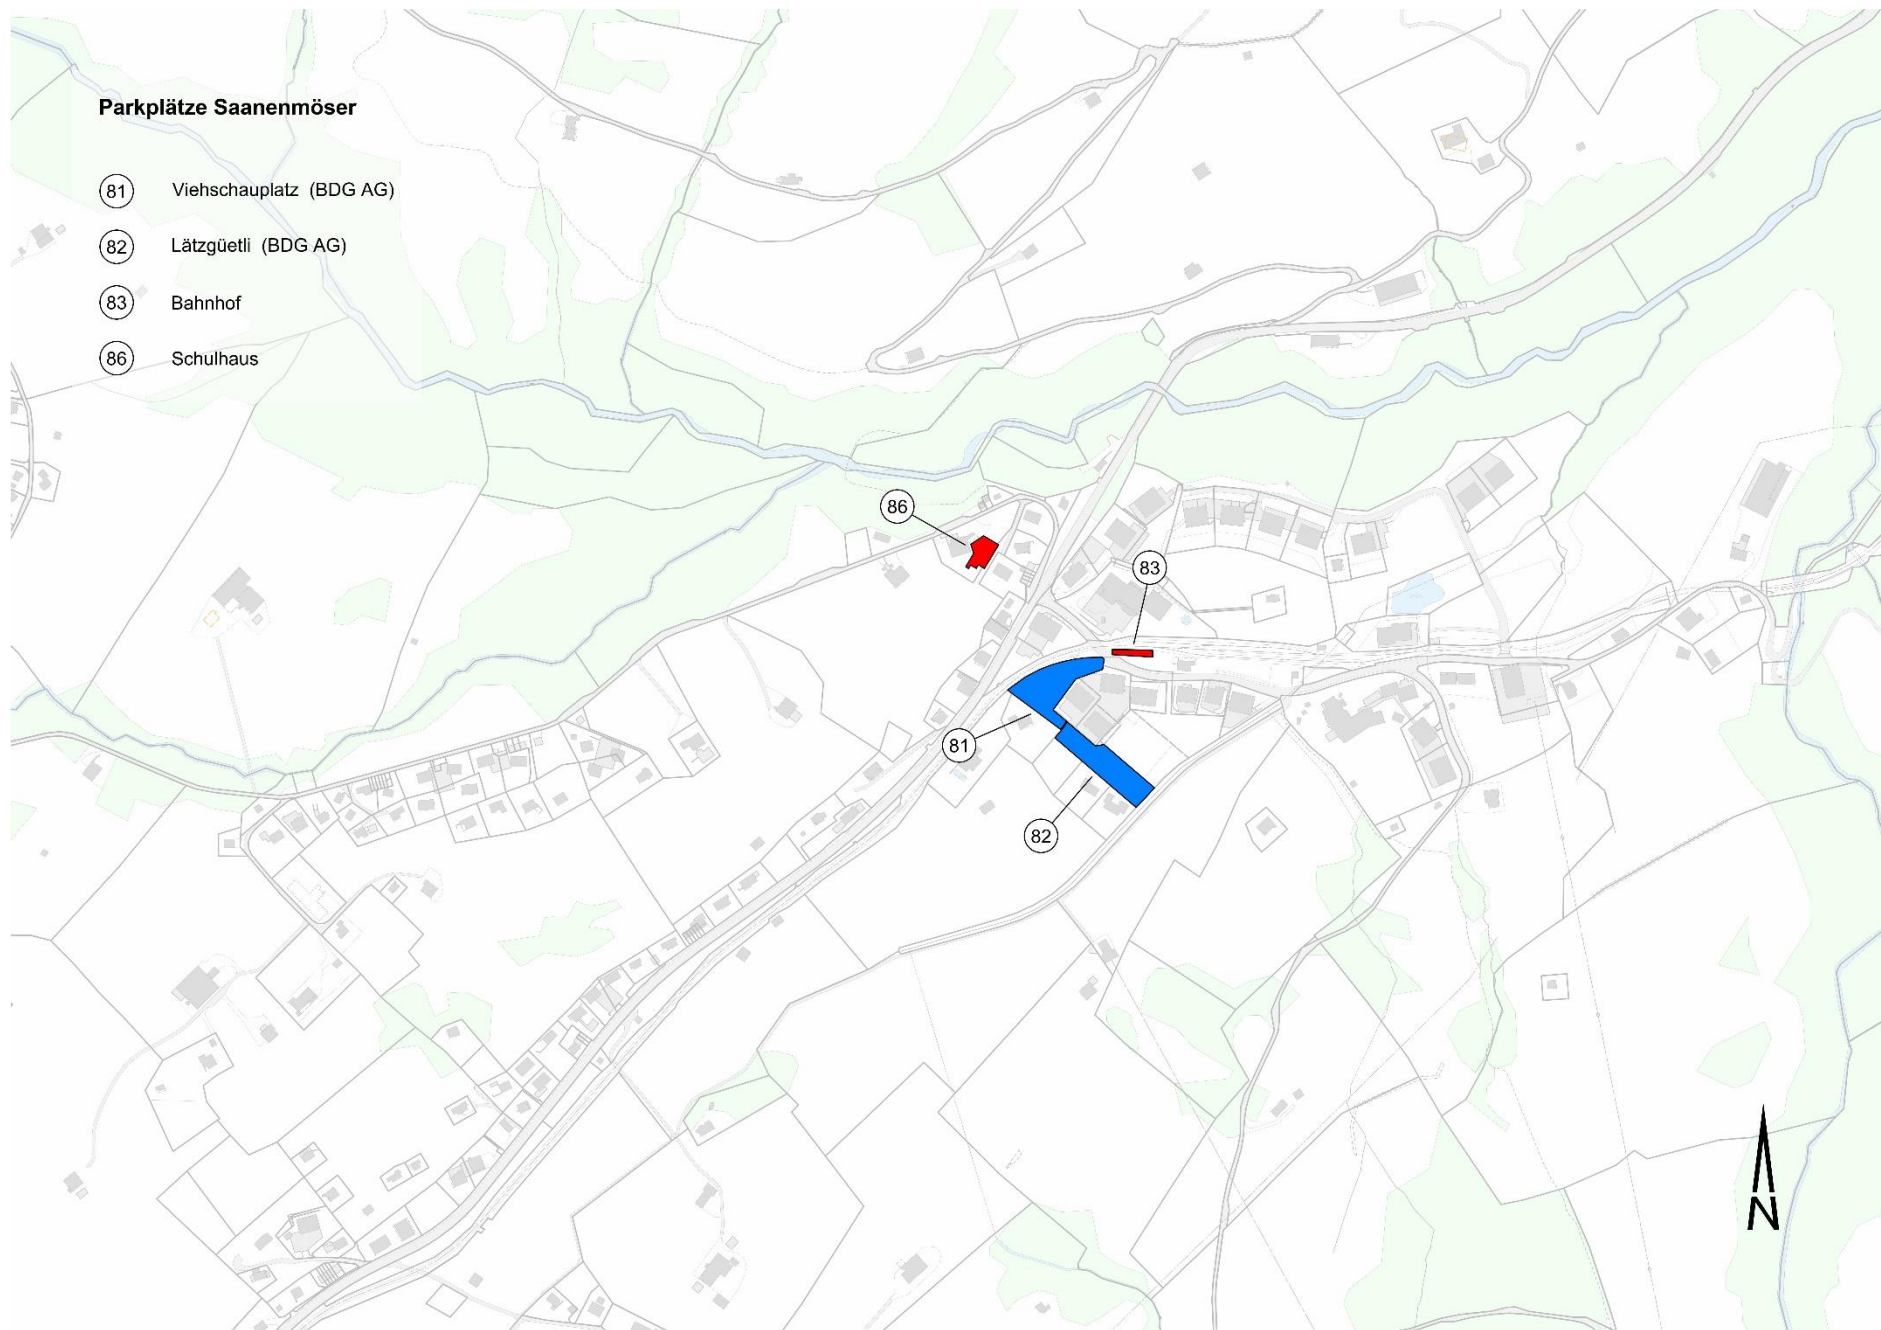 Parkplätze Saanenmöser
81 Viehschauplatz (BDG AG)
82 Lätzgüetli (BDG AG)
83 Bahnhof
86 Schulhaus
86
83
81
82
N